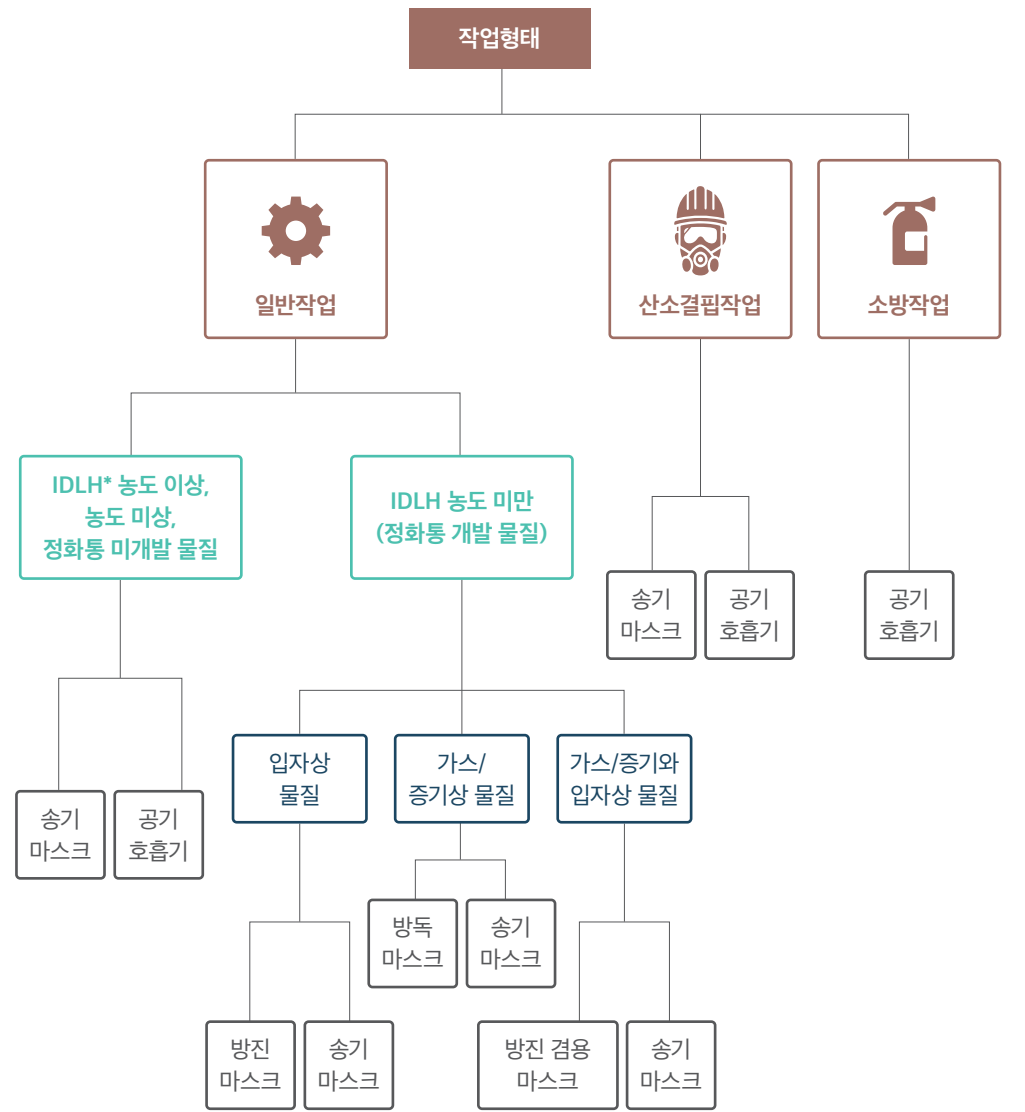 작업형태
일반작업
산소결핍작업
소방작업
IDLH* 농도 이상,
농도 미상,
정화통 미개발 물질
IDLH 농도 미만
(정화통 개발 물질)
송기
마스크
공기
호흡기
공기
호흡기
입자상
물질
가스/
증기상 물질
가스/증기와
입자상 물질
송기
마스크
공기
호흡기
방독
마스크
송기
마스크
방진
마스크
송기
마스크
방진 겸용
마스크
송기
마스크